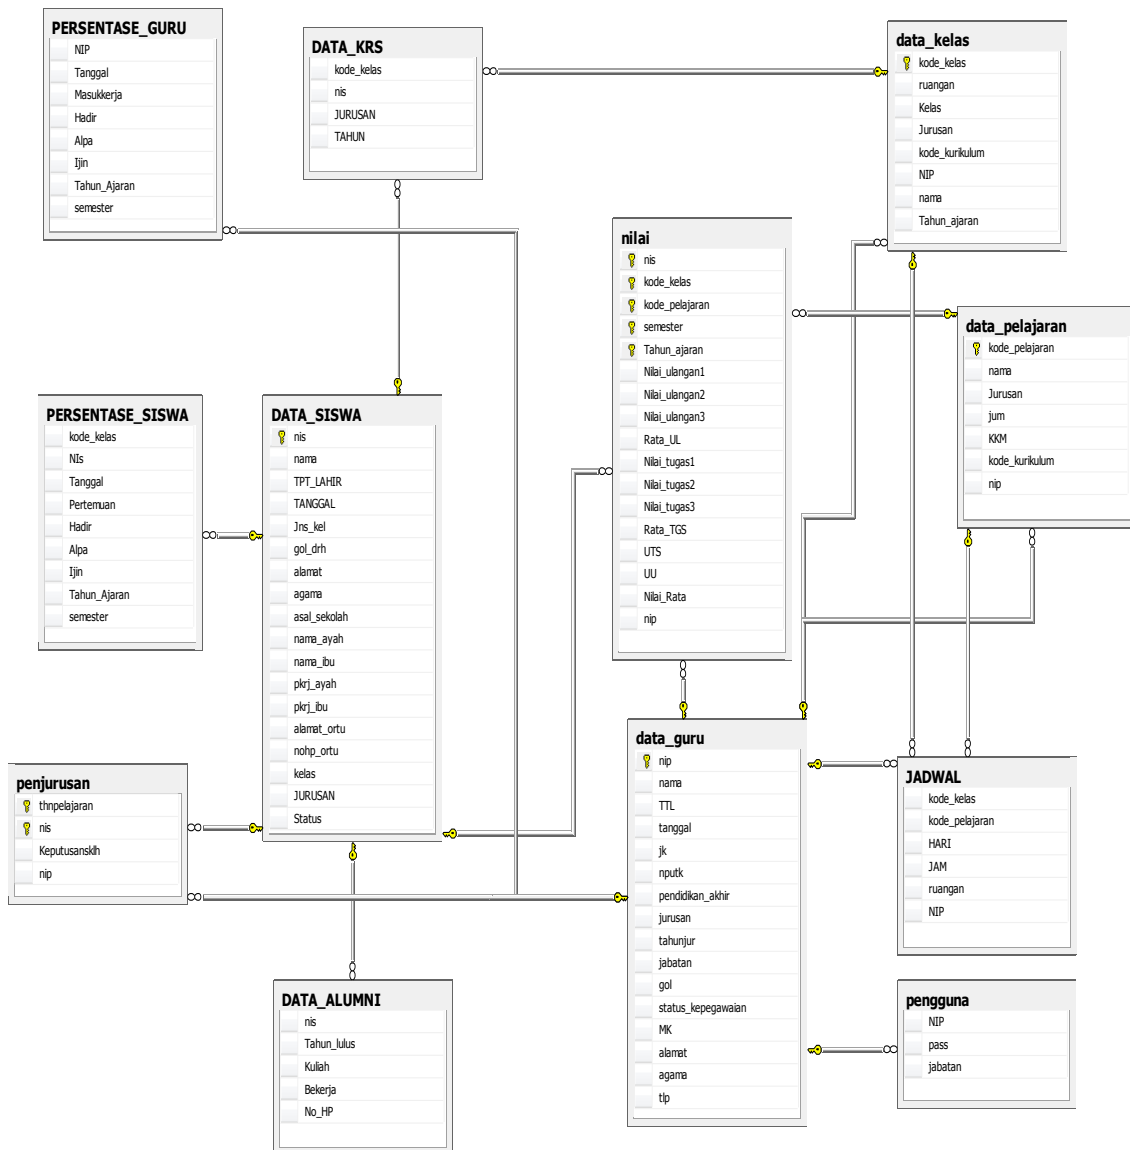 PERSENTASE_GURU
NIP
Tanggal
Masukkerja
Hadir
Alpa
Ijin
Tahun_Ajaran
semester
DATA_KRS
kode_kelas
nis
JURUSAN
TAHUN
data_kelas
kode_kelas
ruangan
Kelas
Jurusan
kode_kurikulum
NIP
nama
Tahun_ajaran
nilai
nis
kode_kelas
kode_pelajaran
semester
Tahun_ajaran
Nilai_ulangan1
Nilai_ulangan2
Nilai_ulangan3
Rata_UL
Nilai_tugas1
Nilai_tugas2
Nilai_tugas3
Rata_TGS
UTS
UU
Nilai_Rata
nip
data_pelajaran
kode_pelajaran
nama
Jurusan
jum
KKM
kode_kurikulum
nip
PERSENTASE_SISWA
kode_kelas
NIs
Tanggal
Pertemuan
Hadir
Alpa
Ijin
Tahun_Ajaran
semester
DATA_SISWA
nis
nama
TPT_LAHIR
TANGGAL
Jns_kel
gol_drh
alamat
agama
asal_sekolah
nama_ayah
nama_ibu
pkrj_ayah
pkrj_ibu
alamat_ortu
nohp_ortu
kelas
JURUSAN
Status
penjurusan
thnpelajaran
nis
Keputusansklh
nip
data_guru
nip
nama
TTL
tanggal
jk
nputk
pendidikan_akhir
jurusan
tahunjur
jabatan
gol
status_kepegawaian
MK
alamat
agama
tlp
JADWAL
kode_kelas
kode_pelajaran
HARI
JAM
ruangan
NIP
DATA_ALUMNI
nis
Tahun_lulus
Kuliah
Bekerja
No_HP
pengguna
NIP
pass
jabatan